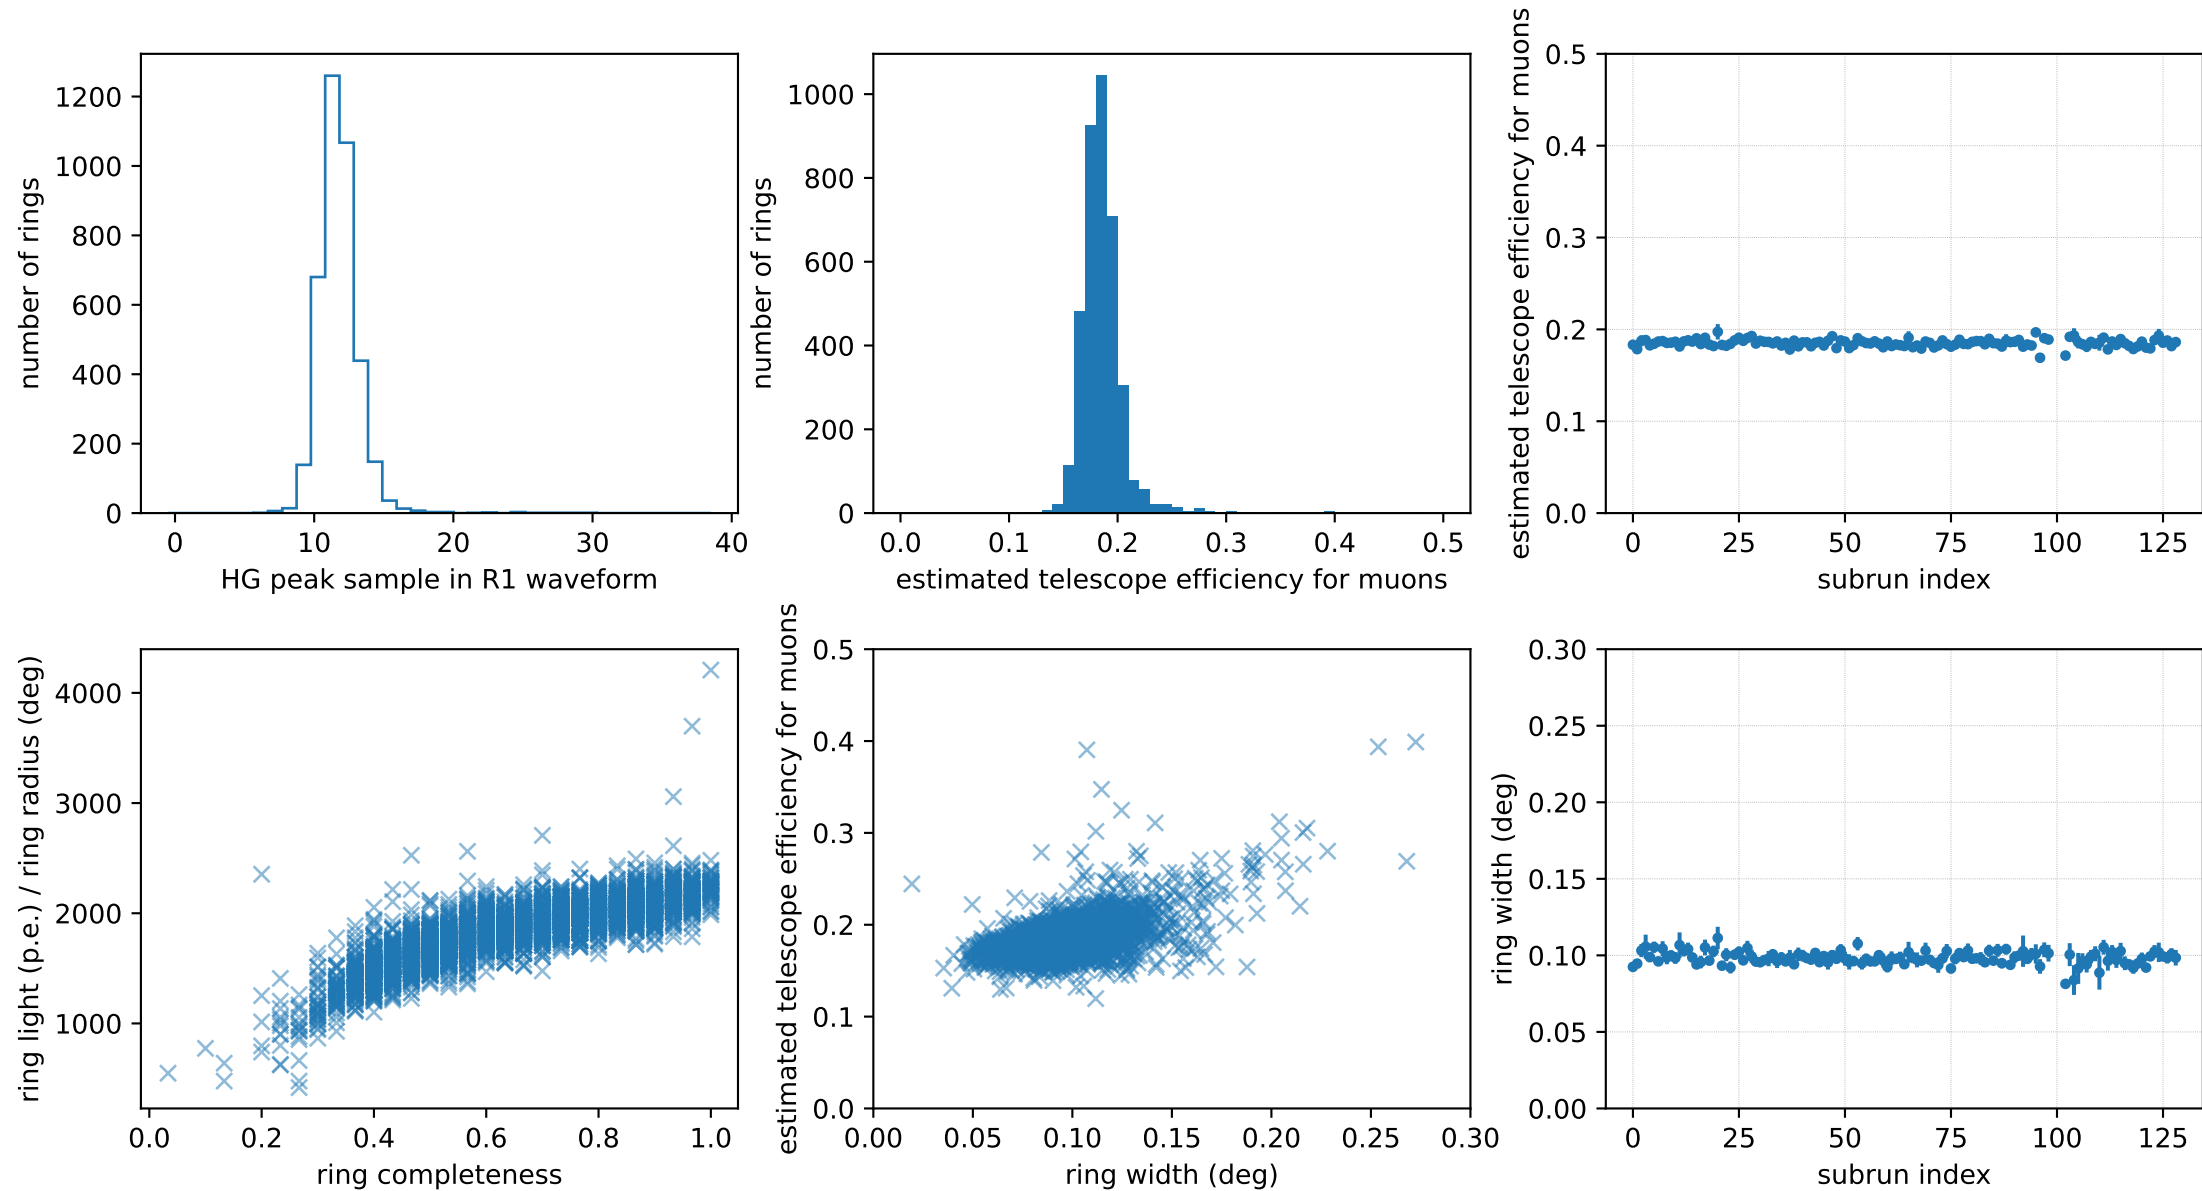 number of rings
1200
1000
800
600
400
200
0
0 10 20 30 40
HG peak sample in R1 waveform
number of rings
1000
800
600
400
200
0
0.0 0.1 0.2 0.3 0.4 0.5
estimated telescope efficiency for muons
estimated telescope efficiency for muons
0.5
0.4
0.3
0.2
0.1
0.0
0 25 50 75 100 125
subrun index
ring light (p.e.) / ring radius (deg)
4000
3000
2000
1000
0.0 0.2 0.4 0.6 0.8 1.0
ring completeness
estimated telescope efficiency for muons
0.5
0.4
0.3
0.2
0.1
0.0
0.00 0.05 0.10 0.15 0.20 0.25 0.30
ring width (deg)
ring width (deg)
0.30
0.25
0.20
0.15
0.10
0.05
0.00
0 25 50 75 100 125
subrun index